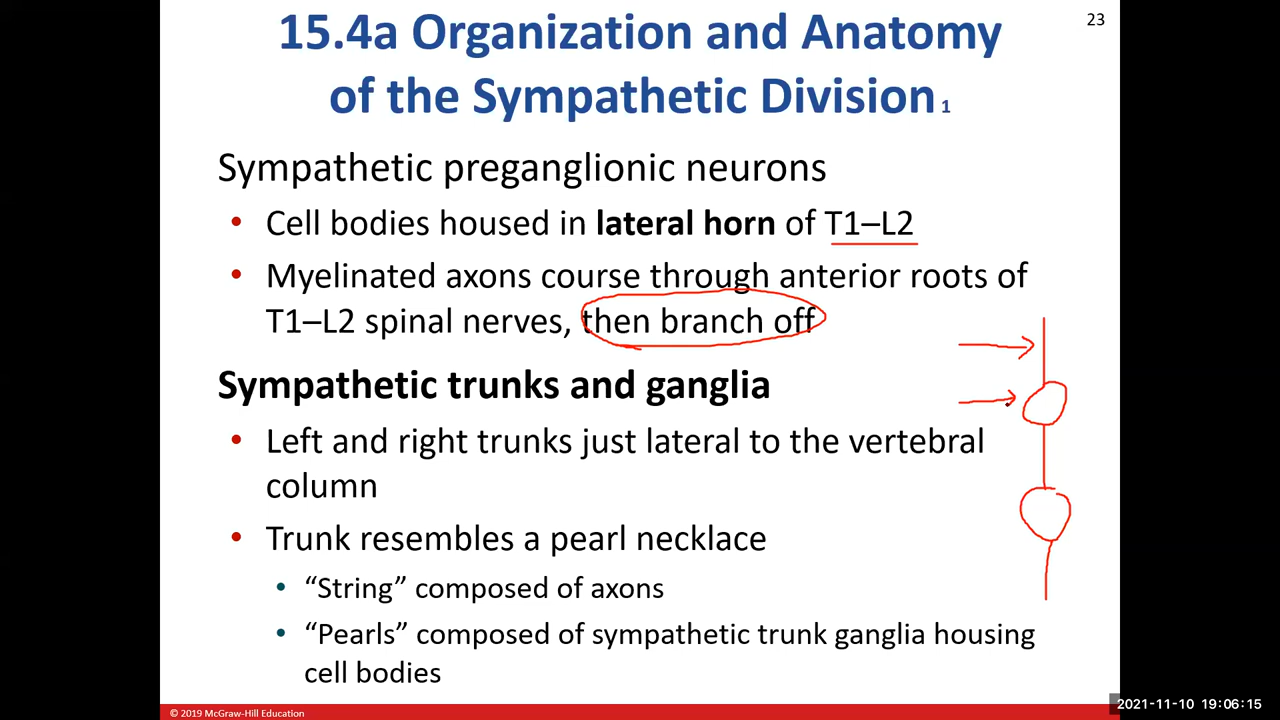 23
15.4a Organization and Anatomy
of the Sympathetic Division 1
Sympathetic preganglionic neurons
• Cell bodies housed in lateral horn of T1–L2
• Myelinated axons course through anterior roots of
T1–L2 spinal nerves, then branch off
Sympathetic trunks and ganglia
• Left and right trunks just lateral to the vertebral
column
• Trunk resembles a pearl necklace
• “String” composed of axons
• “Pearls” composed of sympathetic trunk ganglia housing
cell bodies
© 2019 McGraw-Hill Education
2021-11-10 19:06:15